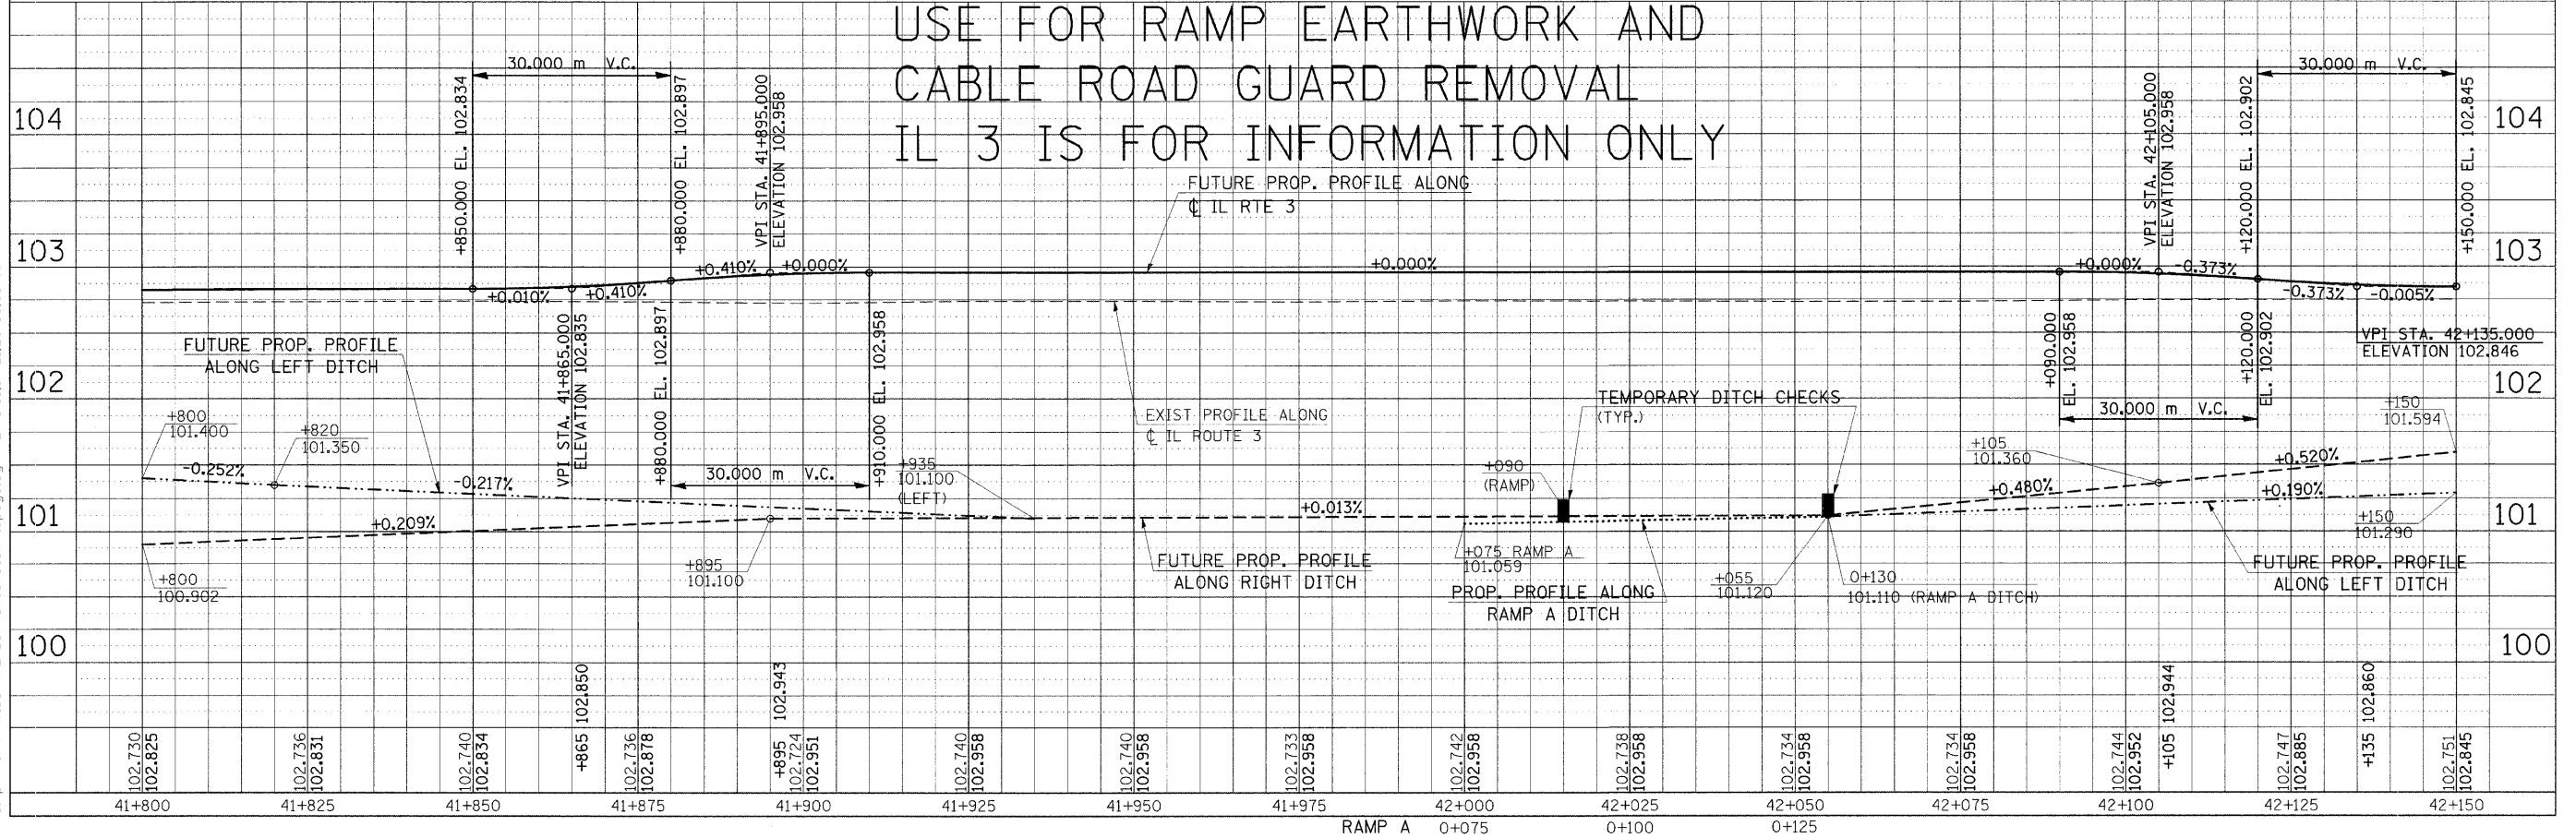 USE FOR RAMP EARTHWORK AND
CABLE ROAD GUARD REMOVAL
IL 3 IS FOR INFORMATION ONLY
30.000 m V.C.
+850.000 EL. 102.834
+880.000 EL. 102.897
VPI STA. 41+895.000
ELEVATION 102.958
VPI STA. 42+105.000
ELEVATION 102.958
+120.000 EL. 102.902
30.000 m V.C.
+150.000 EL. 102.845
104
104
FUTURE PROP. PROFILE ALONG
℄ IL RTE 3
103
103
+0.010%
+0.410%
+0.410%
+0.000%
+0.000%
+0.000%
-0.373%
-0.373%
-0.005%
FUTURE PROP. PROFILE
ALONG LEFT DITCH
VPI STA. 41+865.000
ELEVATION 102.835
+880.000 EL. 102.897
+910.000 EL. 102.958
+090.000
EL. 102.958
+120.000
EL. 102.902
VPI STA. 42+135.000
ELEVATION 102.846
102
102
EXIST PROFILE ALONG
℄ IL ROUTE 3
TEMPORARY DITCH CHECKS
(TYP.)
30.000 m V.C.
+150
101.594
+800
101.400
+820
101.350
-0.252%
-0.217%
30.000 m V.C.
+935
101.100
(LEFT)
+090
(RAMP)
+105
101.360
+0.520%
+0.480%
+0.190%
101
101
+0.209%
+0.013%
+150
101.290
+800
100.902
+895
101.100
FUTURE PROP. PROFILE
ALONG RIGHT DITCH
+075 RAMP A
101.059
PROP. PROFILE ALONG
RAMP A DITCH
+055
101.120
0+130
101.110 (RAMP A DITCH)
FUTURE PROP. PROFILE
ALONG LEFT DITCH
100
100
102.730
102.825
102.736
102.831
102.740
102.834
+865 102.850
102.736
102.878
+895 102.943
102.724
102.951
102.740
102.958
102.740
102.958
102.733
102.958
102.742
102.958
102.738
102.958
102.734
102.958
102.734
102.958
102.744
102.952
+105 102.944
102.747
102.885
+135 102.860
102.751
102.845
41+800 41+825 41+850 41+875 41+900 41+925 41+950 41+975 42+000 42+025 42+050 42+075 42+100 42+125 42+150
RAMP A 0+075 0+100 0+125